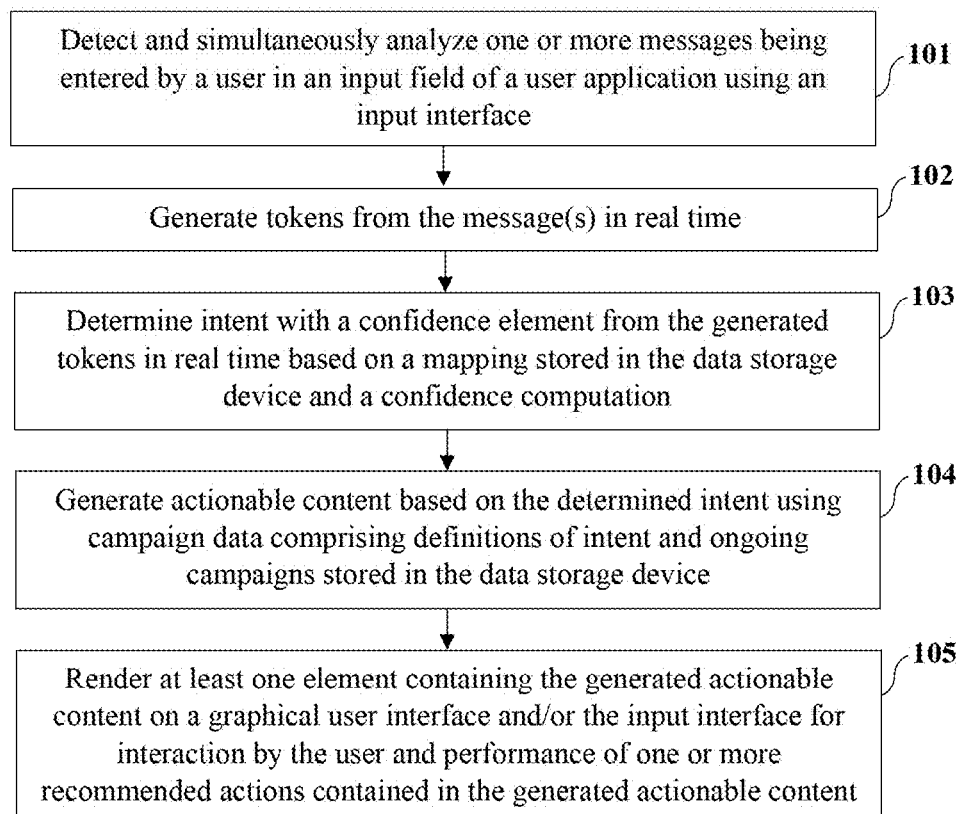 Detect and simultaneously analyze one or more messages being
entered by a user in an input field of a user application using an
input interface
101
Generate tokens from the message(s) in real time
102
Determine intent with a confidence element from the generated
tokens in real time based on a mapping stored in the data storage
device and a confidence computation
103
Generate actionable content based on the determined intent using
campaign data comprising definitions of intent and ongoing
campaigns stored in the data storage device
104
Render at least one element containing the generated actionable
content on a graphical user interface and/or the input interface for
interaction by the user and performance of one or more
recommended actions contained in the generated actionable content
105